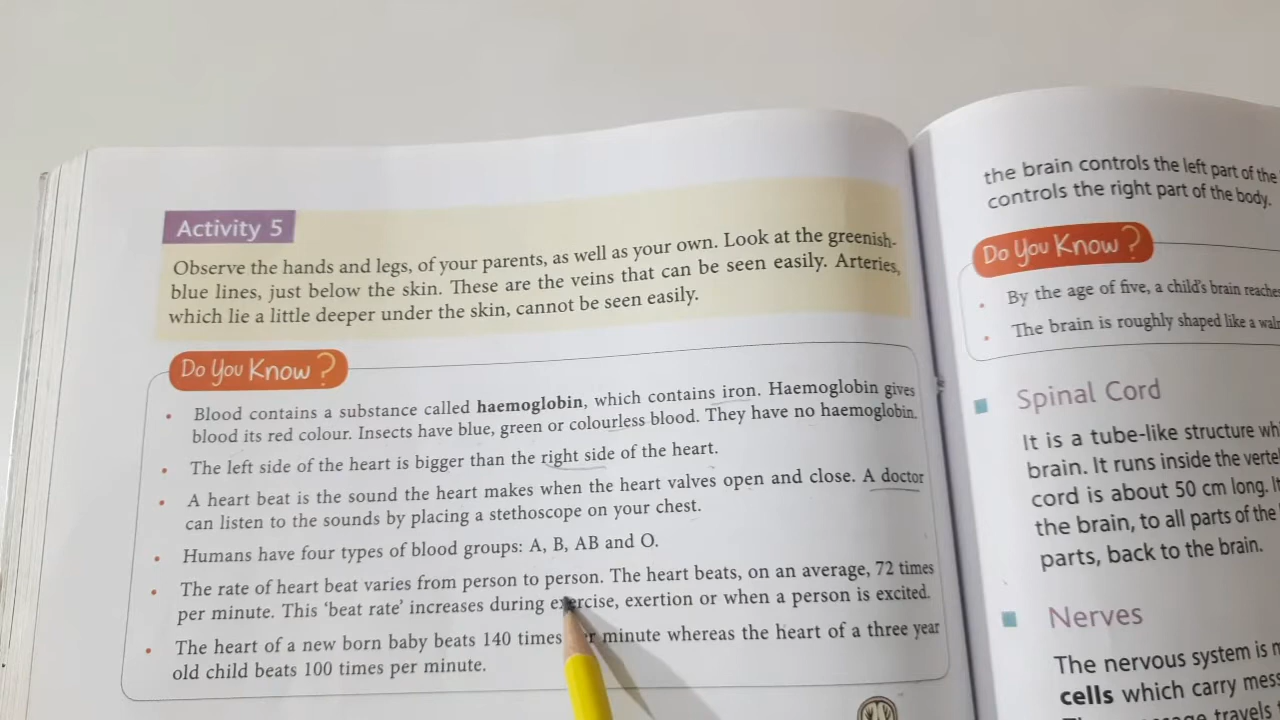 Activity 5
Observe the hands and legs, of your parents, as well as your own. Look at the greenish-
blue lines, just below the skin. These are the veins that can be seen easily. Arteries,
which lie a little deeper under the skin, cannot be seen easily.
Do You Know?
• Blood contains a substance called haemoglobin, which contains iron. Haemoglobin gives
blood its red colour. Insects have blue, green or colourless blood. They have no haemoglobin.
• The left side of the heart is bigger than the right side of the heart.
• A heart beat is the sound the heart makes when the heart valves open and close. A doctor
can listen to the sounds by placing a stethoscope on your chest.
• Humans have four types of blood groups: A, B, AB and O.
• The rate of heart beat varies from person to person. The heart beats, on an average, 72 times
per minute. This 'beat rate' increases during exercise, exertion or when a person is excited.
• The heart of a new born baby beats 140 times minute whereas the heart of a three year
old child beats 100 times per minute.
the brain controls the left part of the
controls the right part of the body.
Do You Know?
• By the age of five, a child's brain
• The brain is roughly shaped like a
Spinal Cord
It is a tube-like structure
brain. It runs inside the
cord is about 50 cm long.
the brain, to all parts of the
parts, back to the brain.
Nerves
The nervous system is
cells which carry
travels